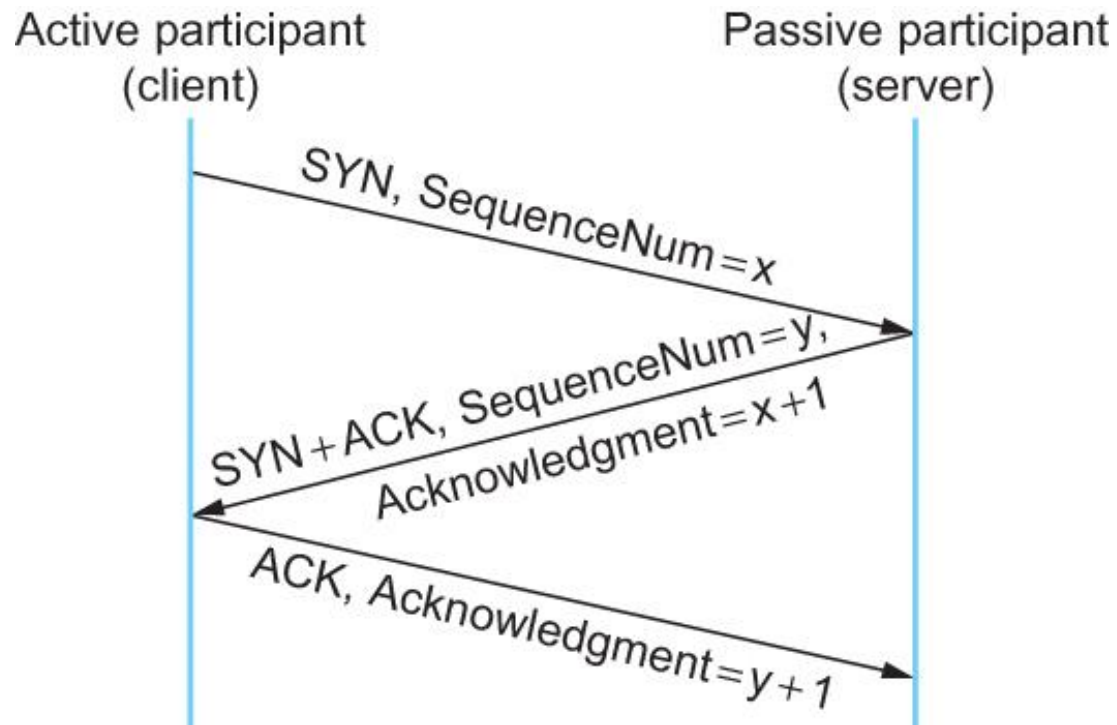 Active participant
(client)
Passive participant
(server)
SYN, SequenceNum=x
SYN+ACK, SequenceNum=y,
Acknowledgment=x+1
ACK, Acknowledgment=y+1